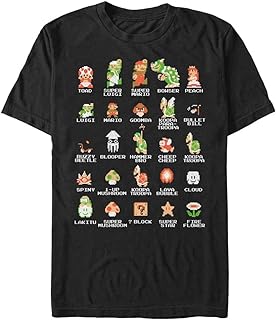 TOAD SUPER LUIGI SUPER MARIO BOWSER PEACH
LUIGI MARIO GOOMBA KOOPA PARA-TROOPA BULLET BILL
BUZZY BEETLE BLOOPER HAMMER BRO CHEEP CHEEP KOOPA TROOPA
SPINY 1-UP MUSHROOM KOOPA TROOPA LAVA BUBBLE CLOUD
LAKITU SUPER MUSHROOM ? BLOCK SUPER STAR FIRE FLOWER